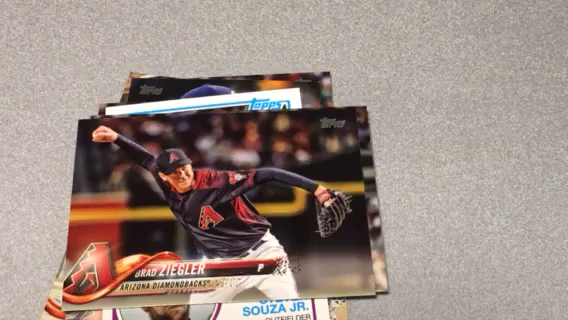 Topps
Topps
Topps
BRAD ZIEGLER P
ARIZONA DIAMONDBACKS
SOUZA JR.
OUTFIELDER